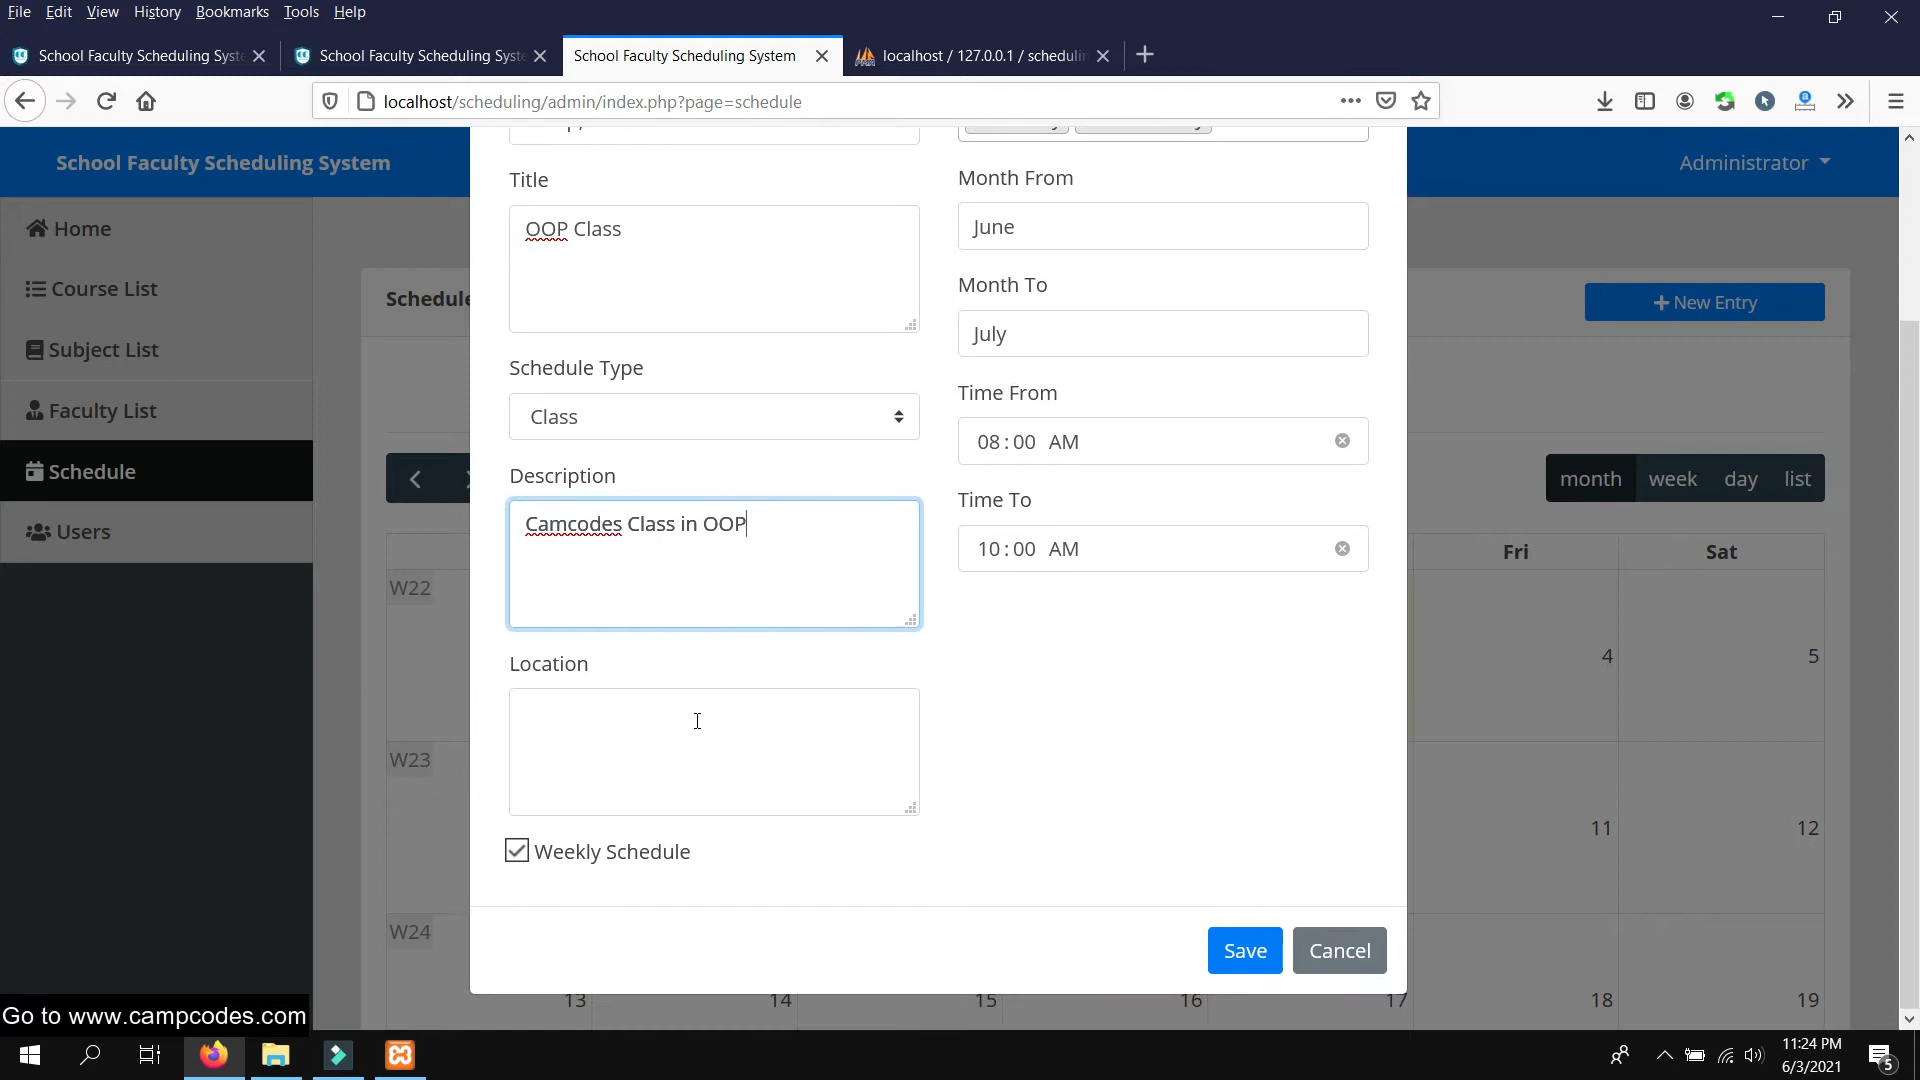 File Edit View History Bookmarks Tools Help
School Faculty Scheduling Syste
School Faculty Scheduling Syste
School Faculty Scheduling System
localhost / 127.0.0.1 / schedulin
localhost/scheduling/admin/index.php?page=schedule
School Faculty Scheduling System
Administrator
Home
Course List
Subject List
Faculty List
Schedule
Users
Schedule
New Entry
month week day list
Fri Sat
W22
4 5
W23
11 12
W24
13 14 15 16 17 18 19
Title
OOP Class
Schedule Type
Class
Description
Camcodes Class in OOP
Location
Weekly Schedule
Month From
June
Month To
July
Time From
08:00 AM
Time To
10:00 AM
Save Cancel
Go to www.campcodes.com
11:24 PM
6/3/2021
5